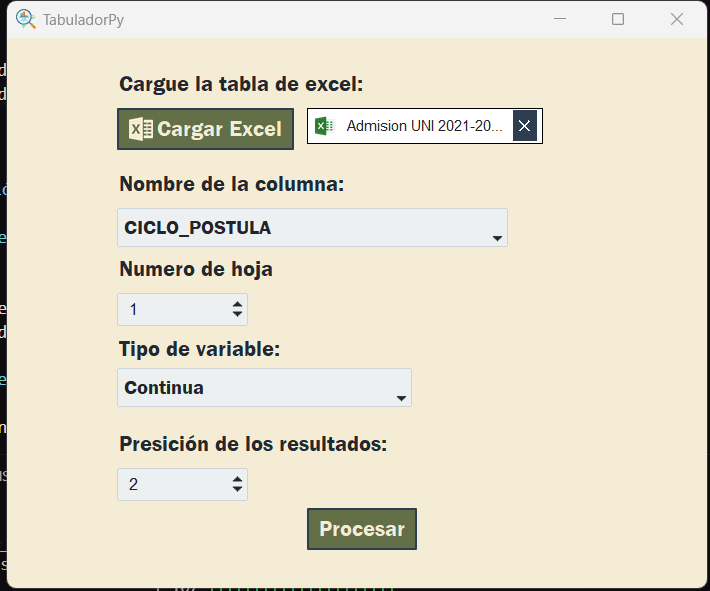 TabuladorPy
Cargue la tabla de excel:
Cargar Excel
Admision UNI 2021-20...
Nombre de la columna:
CICLO_POSTULA
Numero de hoja
1
Tipo de variable:
Continua
Presición de los resultados:
2
Procesar